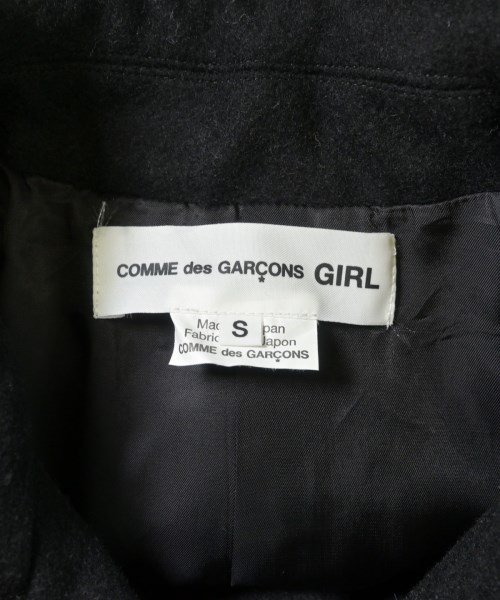 COMME des GARÇONS GIRL
*
S
COMME des GARÇONS